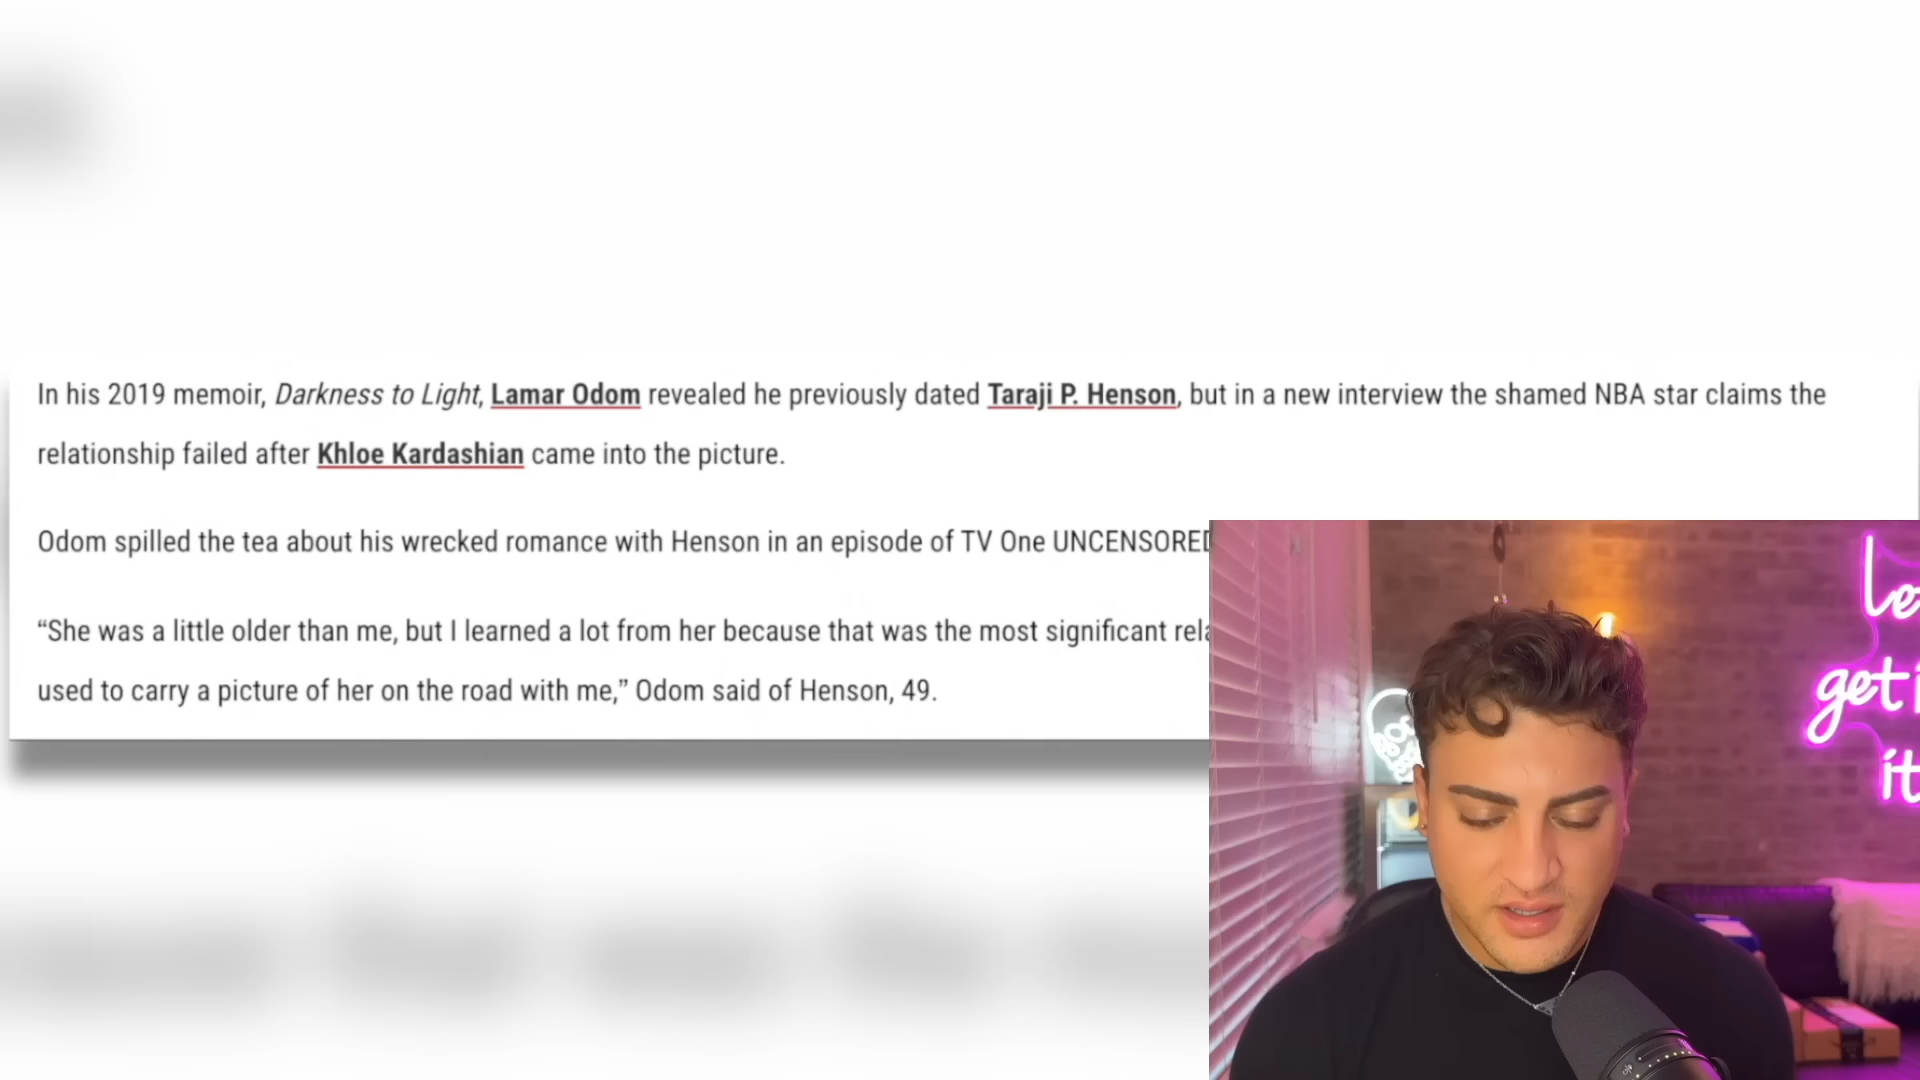 In his 2019 memoir, Darkness to Light, Lamar Odom revealed he previously dated Taraji P. Henson, but in a new interview the shamed NBA star claims the
relationship failed after Khloe Kardashian came into the picture.
Odom spilled the tea about his wrecked romance with Henson in an episode of TV One UNCENSORED
“She was a little older than me, but I learned a lot from her because that was the most significant
used to carry a picture of her on the road with me,” Odom said of Henson, 49.
get
it